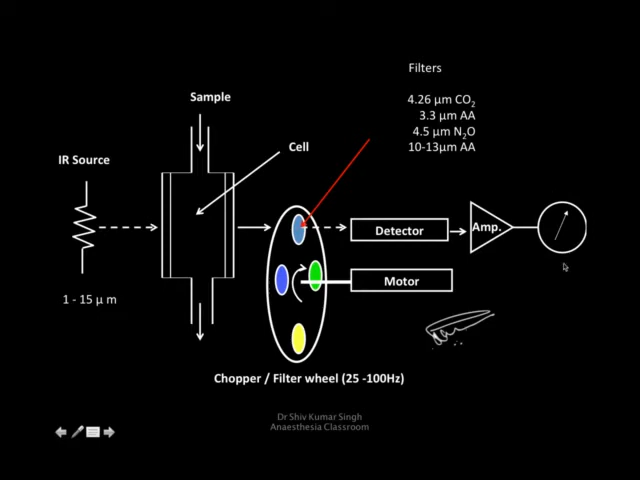 Filters
4.26 µm CO₂
3.3 µm AA
4.5 µm N₂O
10-13µm AA
Sample
Cell
IR Source
Detector
Amp.
Motor
1 - 15 µ m
Chopper / Filter wheel (25 -100Hz)
Dr Shiv Kumar Singh
Anaesthesia Classroom